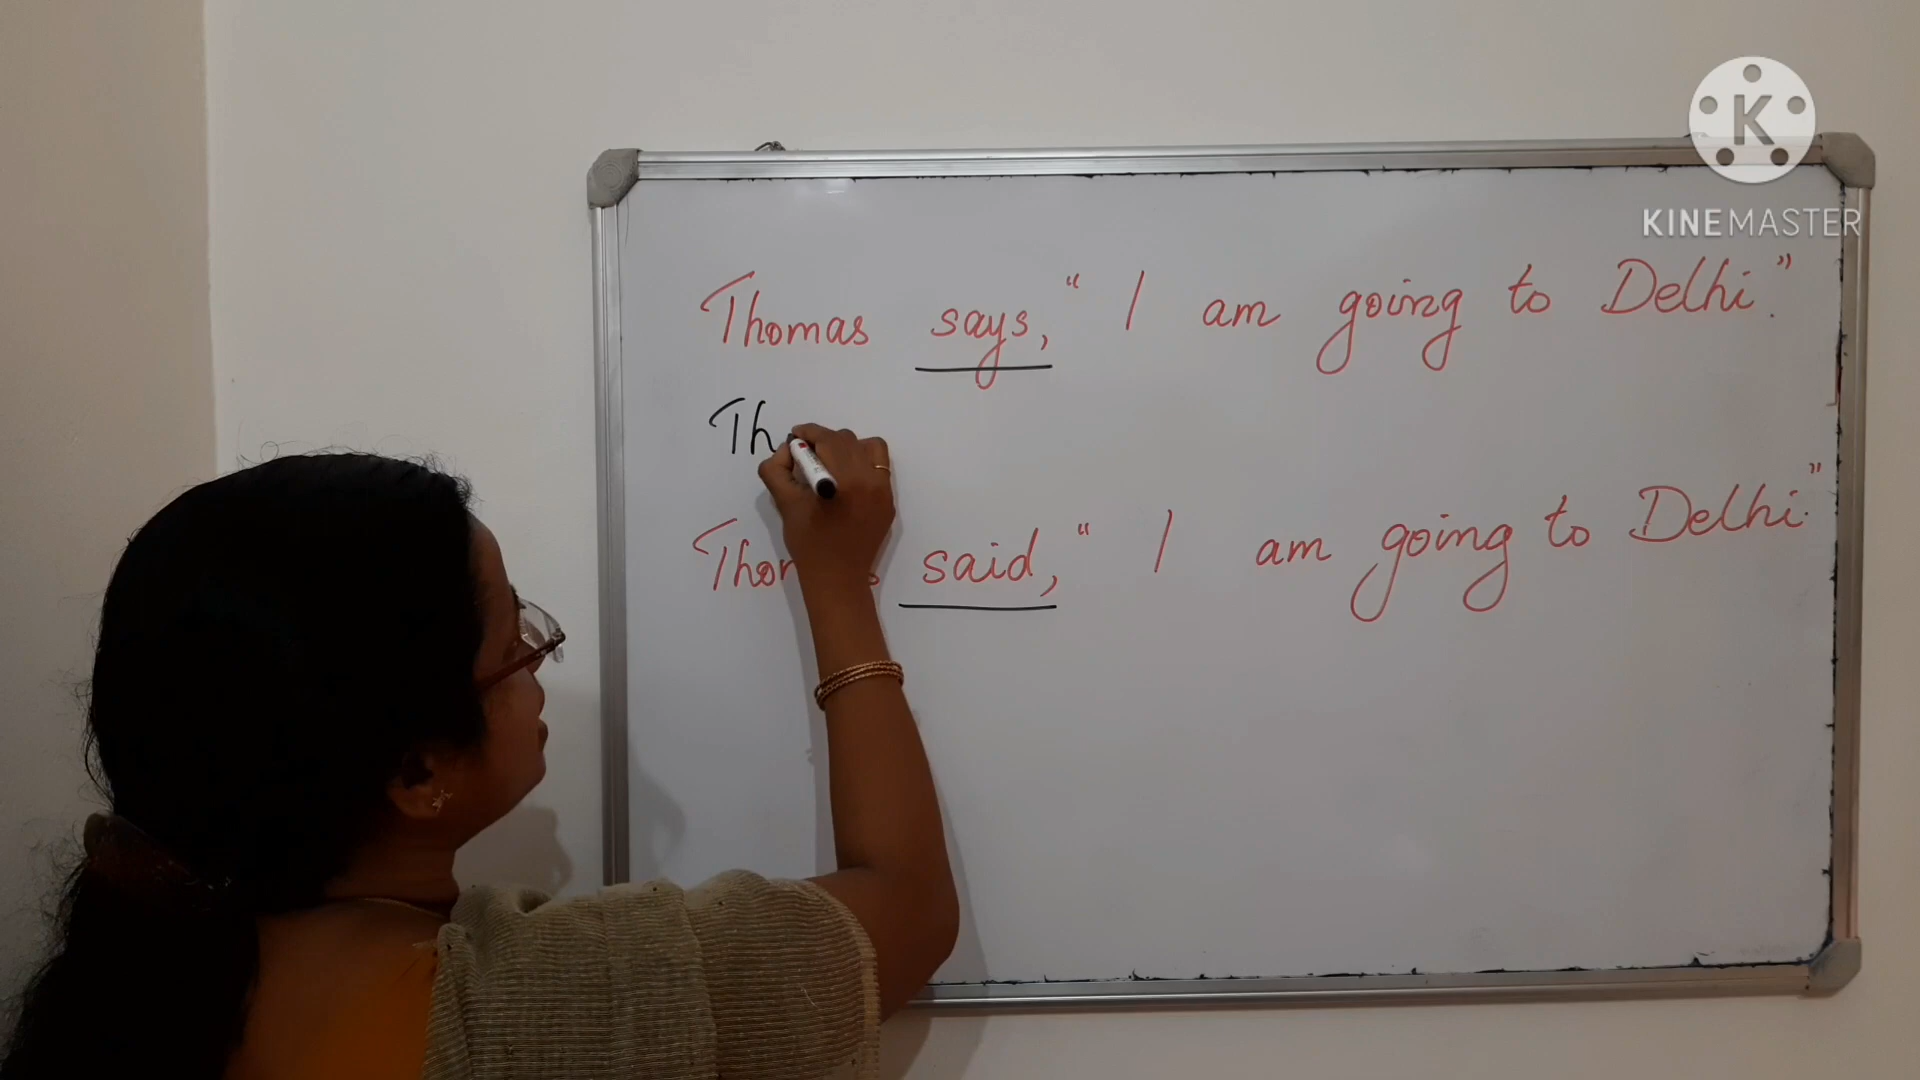 K
KINEMASTER
Thomas says, " I am going to Delhi."
Th
said, " I am going to Delhi."